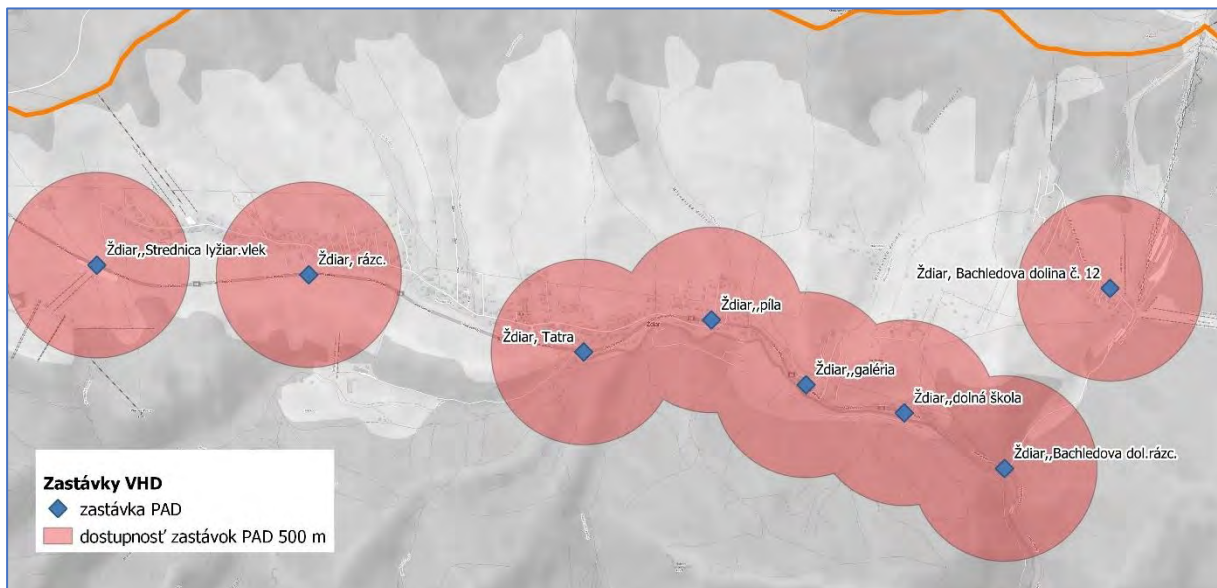 Ždiar,,Strednica lyžiar.vlek
Ždiar, rázc.
Ždiar, Bachledova dolina č. 12
Ždiar,,píla
Ždiar
Ždiar, Tatra
Ždiar,,galéria
Ždiar,,dolná škola
Ždiar,,Bachledova dol.rázc.
Zastávky VHD
zastávka PAD
dostupnosť zastávok PAD 500 m